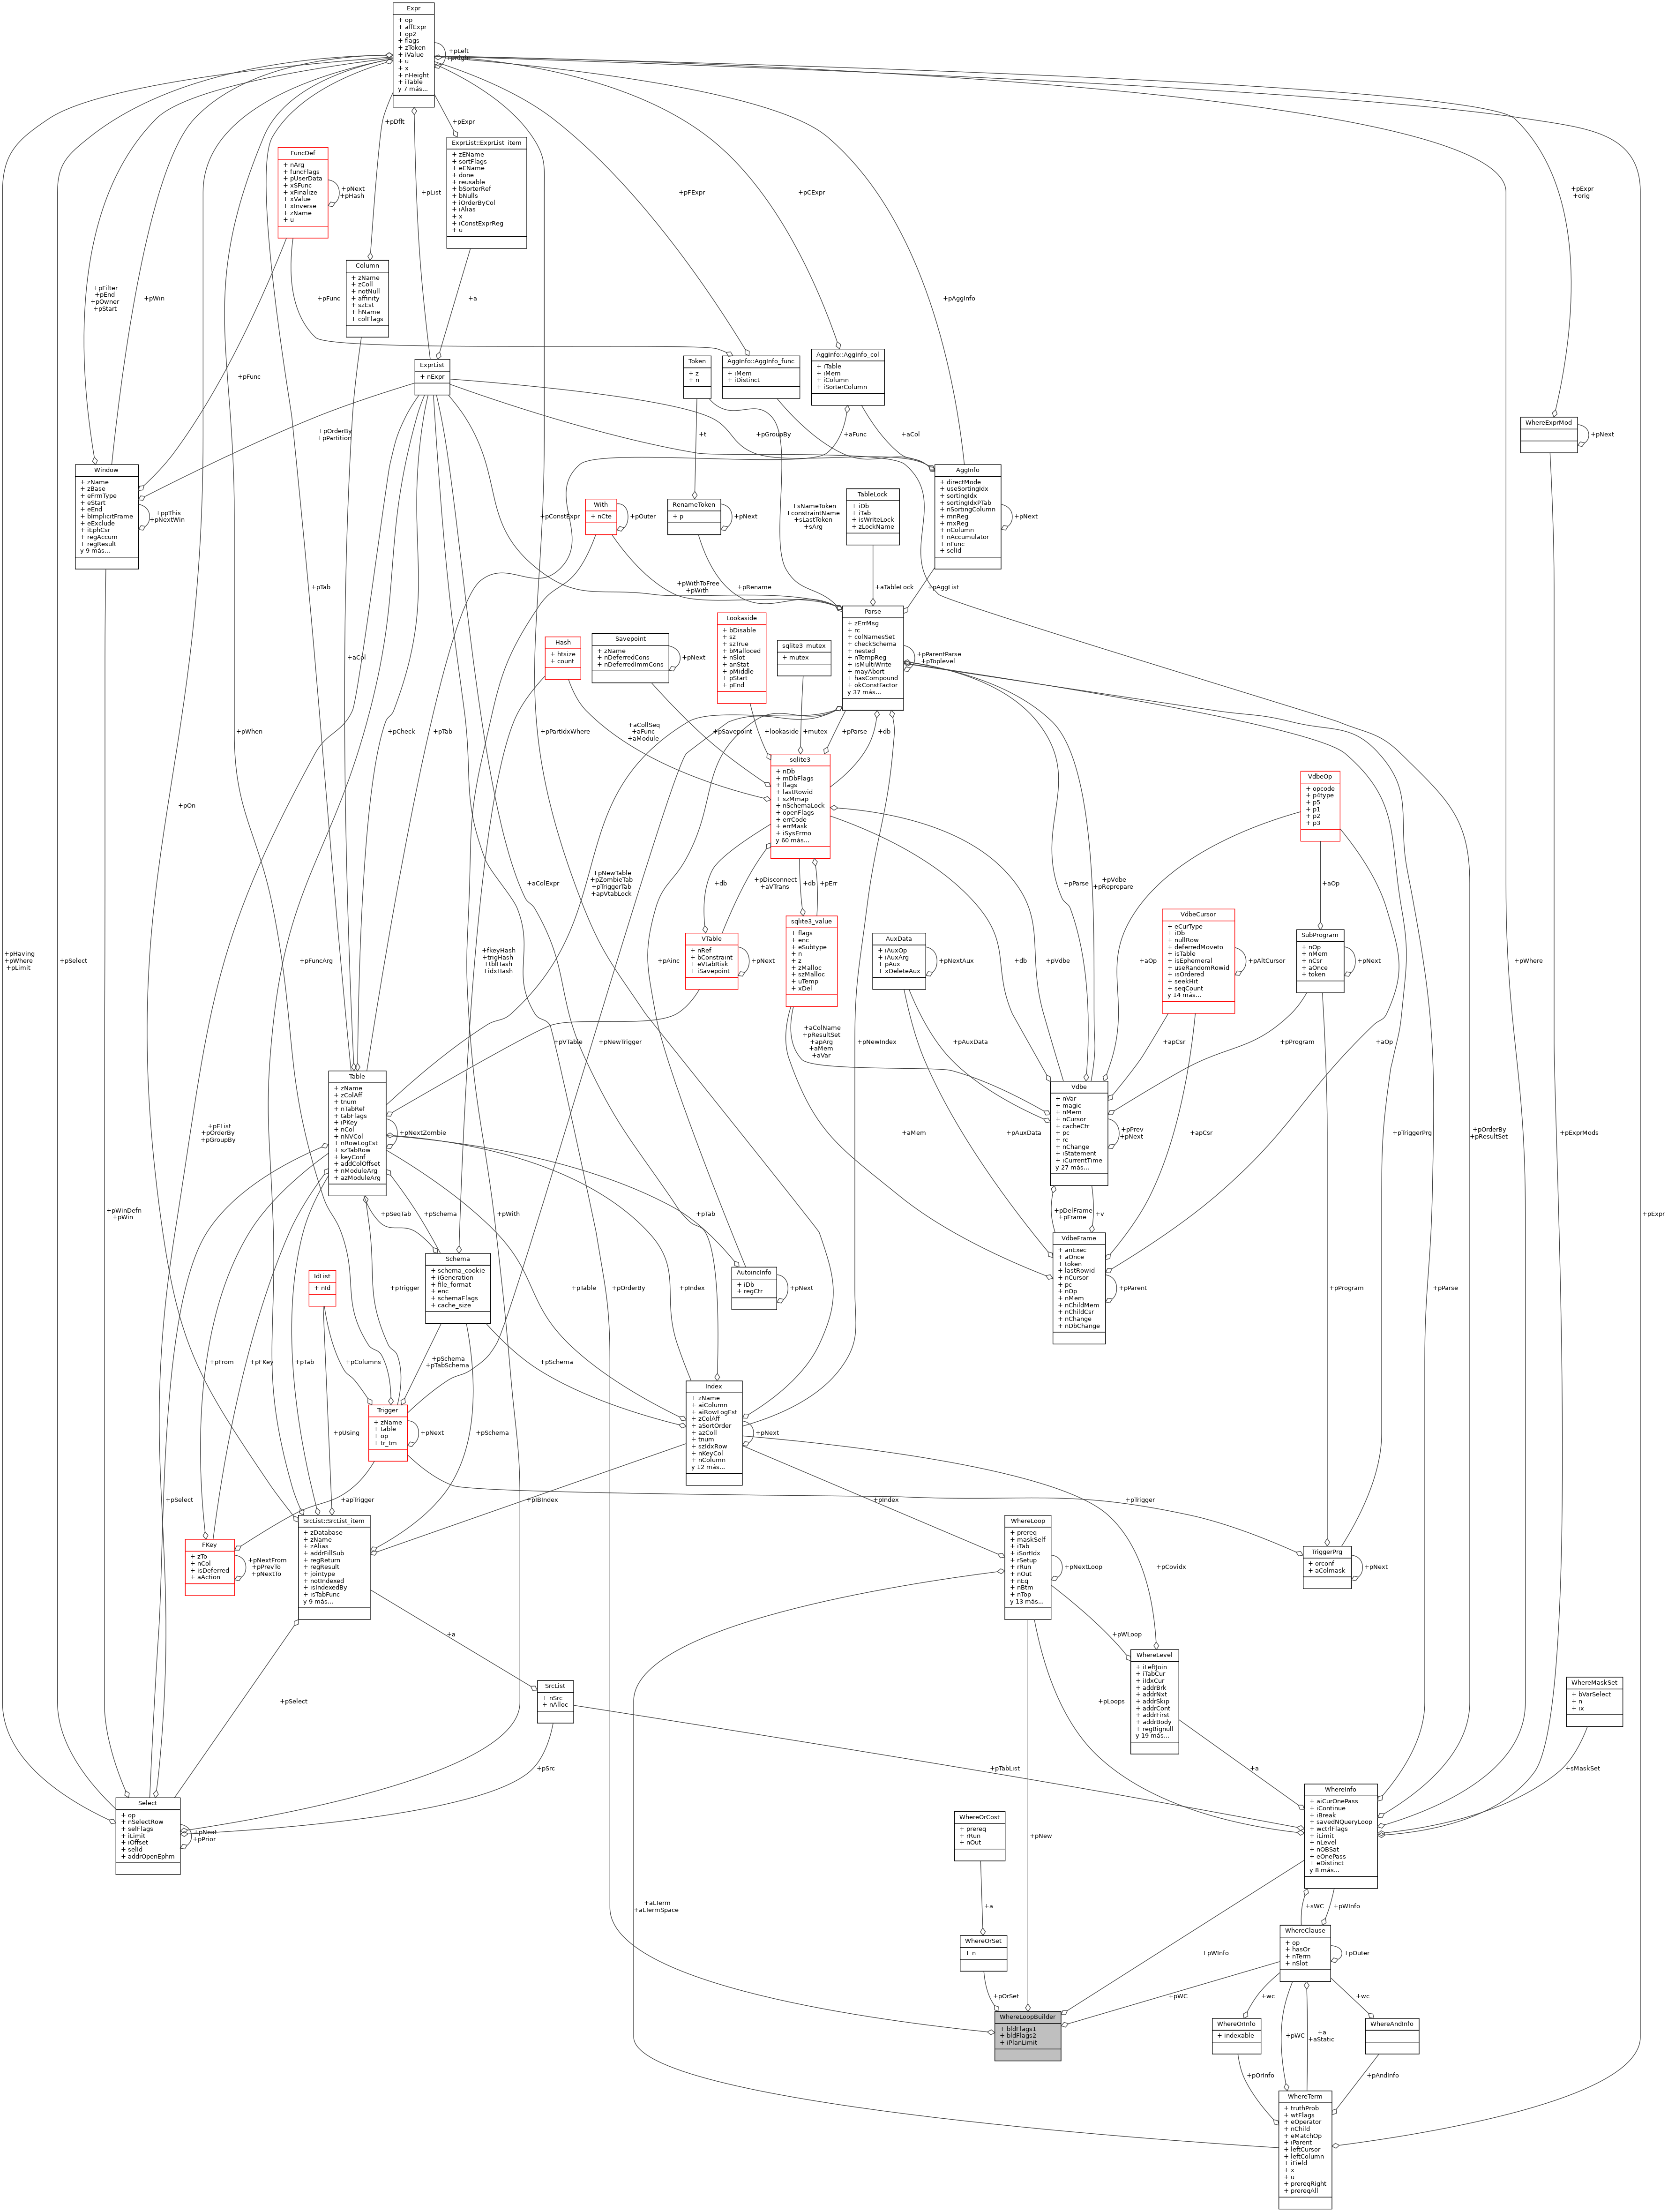 Expr
+ op
+ affExpr
+ op2
+ flags
+ zToken
+ iValue
+ u
+ x
+ nHeight
+ iTable
y 7 más...
+pLeft
+pRight
+pDflt
+pExpr
ExprList::ExprList_item
+ zEName
+ sortFlags
+ eEName
+ done
+ reusable
+ bSorterRef
+ bNulls
+ iOrderByCol
+ iAlias
+ x
+ iConstExprReg
+ u
FuncDef
+ nArg
+ funcFlags
+ pUserData
+ xSFunc
+ xFinalize
+ xValue
+ xInverse
+ zName
+ u
+pNext
+pHash
+pList
+pFExpr
+pCExpr
+pExpr
+orig
Column
+ zName
+ zColl
+ notNull
+ affinity
+ szEst
+ hName
+ colFlags
+pFilter
+pEnd
+pOwner
+pStart
+pWin
+pFunc
+a
+pAggInfo
ExprList
+ nExpr
Token
+ z
+ n
AggInfo::AggInfo_func
+ iMem
+ iDistinct
AggInfo::AggInfo_col
+ iTable
+ iMem
+ iColumn
+ iSorterColumn
+pFunc
WhereExprMod
+pNext
+pOrderBy
+pPartition
+t
+pGroupBy
+aFunc
+aCol
Window
+ zName
+ zBase
+ eFrmType
+ eStart
+ eEnd
+ bImplicitFrame
+ eExclude
+ iEphCsr
+ regAccum
+ regResult
y 9 más...
+ppThis
+pNextWin
With
+ nCte
+pOuter
RenameToken
+ p
+pNext
+pConstExpr
+sNameToken
+constraintName
+sLastToken
+sArg
TableLock
+ iDb
+ iTab
+ isWriteLock
+ zLockName
AggInfo
+ directMode
+ useSortingIdx
+ sortingIdx
+ sortingIdxPTab
+ nSortingColumn
+ mnReg
+ mxReg
+ nColumn
+ nAccumulator
+ nFunc
+ selId
+pNext
+pTab
+pWithToFree
+pWith
+pRename
+aTableLock
+pAggList
Parse
+ zErrMsg
+ rc
+ colNamesSet
+ checkSchema
+ nested
+ nTempReg
+ isMultiWrite
+ mayAbort
+ hasCompound
+ okConstFactor
y 37 más...
+pParentParse
+pToplevel
Lookaside
+ bDisable
+ sz
+ szTrue
+ bMalloced
+ nSlot
+ anStat
+ pMiddle
+ pStart
+ pEnd
Hash
+ htsize
+ count
Savepoint
+ zName
+ nDeferredCons
+ nDeferredImmCons
+pNext
sqlite3_mutex
+ mutex
+aCol
+pWhen
+pCheck
+pTab
+pPartIdxWhere
+aCollSeq
+aFunc
+aModule
+pSavepoint
+lookaside
+mutex
+pParse
+db
sqlite3
+ nDb
+ mDbFlags
+ flags
+ lastRowid
+ szMmap
+ nSchemaLock
+ openFlags
+ errCode
+ errMask
+ iSysErrno
y 60 más...
+pOn
VdbeOp
+ opcode
+ p4type
+ p5
+ p1
+ p2
+ p3
+aColExpr
+pNewTable
+pZombieTab
+pTriggerTab
+apVtabLock
+db
+pDisconnect
+aVTrans
+db
+pErr
+pParse
+pVdbe
+pReprepare
+aOp
VdbeCursor
+ eCurType
+ iDb
+ nullRow
+ deferredMoveto
+ isTable
+ isEphemeral
+ useRandomRowid
+ isOrdered
+ seekHit
+ seqCount
y 14 más...
+pAltCursor
sqlite3_value
+ flags
+ enc
+ eSubtype
+ n
+ z
+ zMalloc
+ szMalloc
+ uTemp
+ xDel
VTable
+ nRef
+ bConstraint
+ eVtabRisk
+ iSavepoint
+pNext
AuxData
+ iAuxOp
+ iAuxArg
+ pAux
+ xDeleteAux
+pNextAux
SubProgram
+ nOp
+ nMem
+ nCsr
+ aOnce
+ token
+pNext
+pHaving
+pWhere
+pLimit
+pSelect
+pFuncArg
+fkeyHash
+trigHash
+tblHash
+idxHash
+pAinc
+db
+pVdbe
+aOp
+pWhere
+pVTable
+pNewTrigger
+aColName
+pResultSet
+apArg
+aMem
+aVar
+pNewIndex
+pAuxData
+apCsr
+pProgram
+aOp
Table
+ zName
+ zColAff
+ tnum
+ nTabRef
+ tabFlags
+ iPKey
+ nCol
+ nNVCol
+ nRowLogEst
+ szTabRow
+ keyConf
+ addColOffset
+ nModuleArg
+ azModuleArg
+pNextZombie
Vdbe
+ nVar
+ magic
+ nMem
+ nCursor
+ cacheCtr
+ pc
+ rc
+ nChange
+ iStatement
+ iCurrentTime
y 27 más...
+pPrev
+pNext
+pEList
+pOrderBy
+pGroupBy
+aMem
+pAuxData
+apCsr
+pTriggerPrg
+pOrderBy
+pResultSet
+pExprMods
+pWinDefn
+pWin
+pSeqTab
+pSchema
+pWith
+pTab
+pDelFrame
+pFrame
+v
+pExpr
VdbeFrame
+ anExec
+ aOnce
+ token
+ lastRowid
+ nCursor
+ pc
+ nOp
+ nMem
+ nChildMem
+ nChildCsr
+ nChange
+ nDbChange
+pParent
Schema
+ schema_cookie
+ iGeneration
+ file_format
+ enc
+ schemaFlags
+ cache_size
IdList
+ nId
AutoincInfo
+ iDb
+ regCtr
+pNext
+pTrigger
+pTable
+pOrderBy
+pIndex
+pProgram
+pParse
+pFrom
+pFKey
+pTab
+pColumns
+pSchema
+pTabSchema
+pSchema
Index
+ zName
+ aiColumn
+ aiRowLogEst
+ zColAff
+ aSortOrder
+ azColl
+ tnum
+ szIdxRow
+ nKeyCol
+ nColumn
y 12 más...
+pNext
Trigger
+ zName
+ table
+ op
+ tr_tm
+pNext
+pUsing
+pSchema
+pSelect
+apTrigger
+pIBIndex
+pIndex
+pTrigger
SrcList::SrcList_item
+ zDatabase
+ zName
+ zAlias
+ addrFillSub
+ regReturn
+ regResult
+ jointype
+ notIndexed
+ isIndexedBy
+ isTabFunc
y 9 más...
WhereLoop
+ prereq
+ maskSelf
+ iTab
+ iSortIdx
+ rSetup
+ rRun
+ nOut
+ nEq
+ nBtm
+ nTop
y 13 más...
+pNextLoop
FKey
+ zTo
+ nCol
+ isDeferred
+ aAction
+pNextFrom
+pPrevTo
+pNextTo
+pCovidx
TriggerPrg
+ orconf
+ aColmask
+pNext
+a
+pWLoop
WhereLevel
+ iLeftJoin
+ iTabCur
+ iIdxCur
+ addrBrk
+ addrNxt
+ addrSkip
+ addrCont
+ addrFirst
+ addrBody
+ regBignull
y 19 más...
SrcList
+ nSrc
+ nAlloc
WhereMaskSet
+ bVarSelect
+ n
+ ix
+pSelect
+pLoops
+pSrc
+pTabList
+a
+sMaskSet
Select
+ op
+ nSelectRow
+ selFlags
+ iLimit
+ iOffset
+ selId
+ addrOpenEphm
+pNext
+pPrior
WhereInfo
+ aiCurOnePass
+ iContinue
+ iBreak
+ savedNQueryLoop
+ wctrlFlags
+ iLimit
+ nLevel
+ nOBSat
+ eOnePass
+ eDistinct
y 8 más...
WhereOrCost
+ prereq
+ rRun
+ nOut
+pNew
+aLTerm
+aLTermSpace
+a
+sWC
+pWInfo
WhereClause
+ op
+ hasOr
+ nTerm
+ nSlot
+pOuter
WhereOrSet
+ n
+pWInfo
+pOrSet
+pWC
+wc
+wc
WhereLoopBuilder
+ bldFlags1
+ bldFlags2
+ iPlanLimit
WhereOrInfo
+ indexable
+pWC
+a
+aStatic
WhereAndInfo
+pOrInfo
+pAndInfo
WhereTerm
+ truthProb
+ wtFlags
+ eOperator
+ nChild
+ eMatchOp
+ iParent
+ leftCursor
+ leftColumn
+ iField
+ x
+ u
+ prereqRight
+ prereqAll